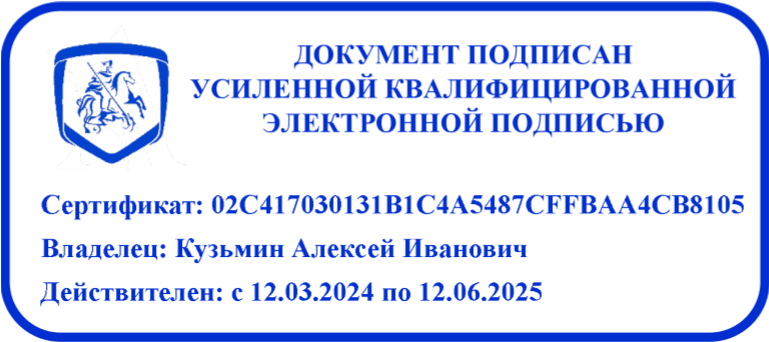 ДОКУМЕНТ ПОДПИСАН
УСИЛЕННОЙ КВАЛИФИЦИРОВАННОЙ
ЭЛЕКТРОННОЙ ПОДПИСЬЮ
Сертификат: 02C417030131B1C4A5487CFFBAA4CB8105
Владелец: Кузьмин Алексей Иванович
Действителен: с 12.03.2024 по 12.06.2025